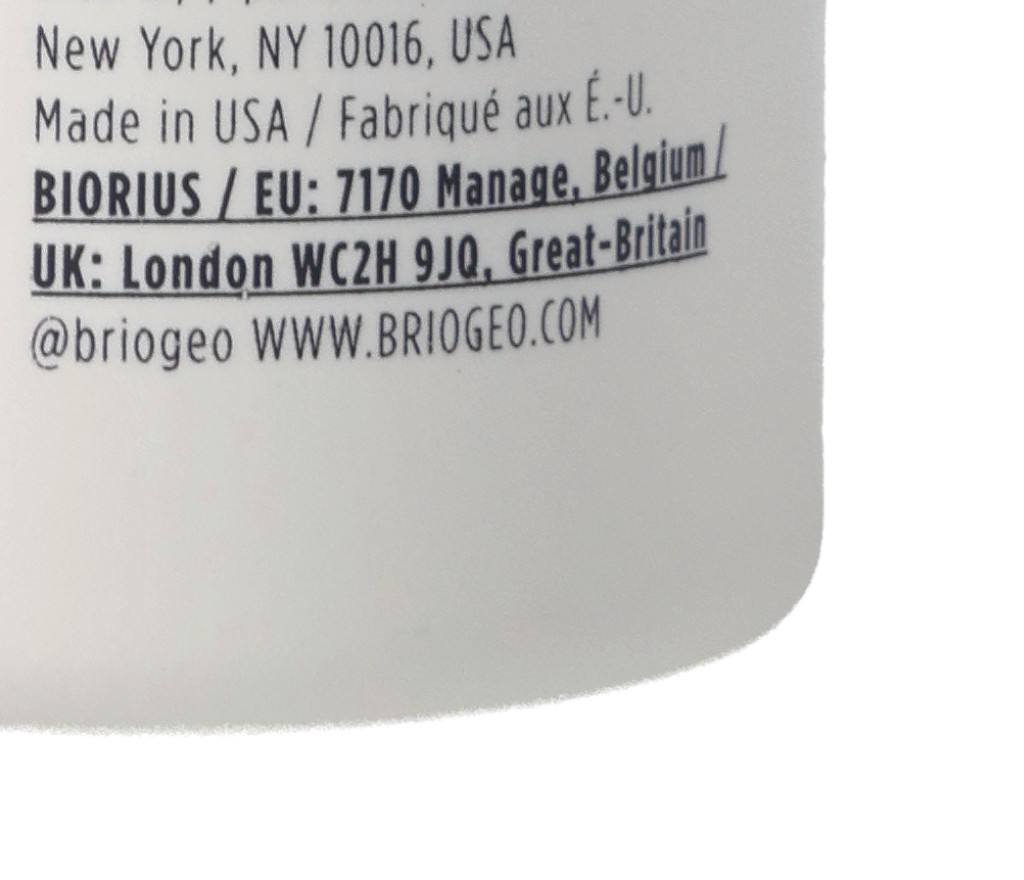 New York, NY 10016, USA
Made in USA / Fabriqué aux É.-U.
BIORIUS / EU: 7170 Manage, Belgium /
UK: London WC2H 9JQ, Great-Britain
@briogeo WWW.BRIOGEO.COM